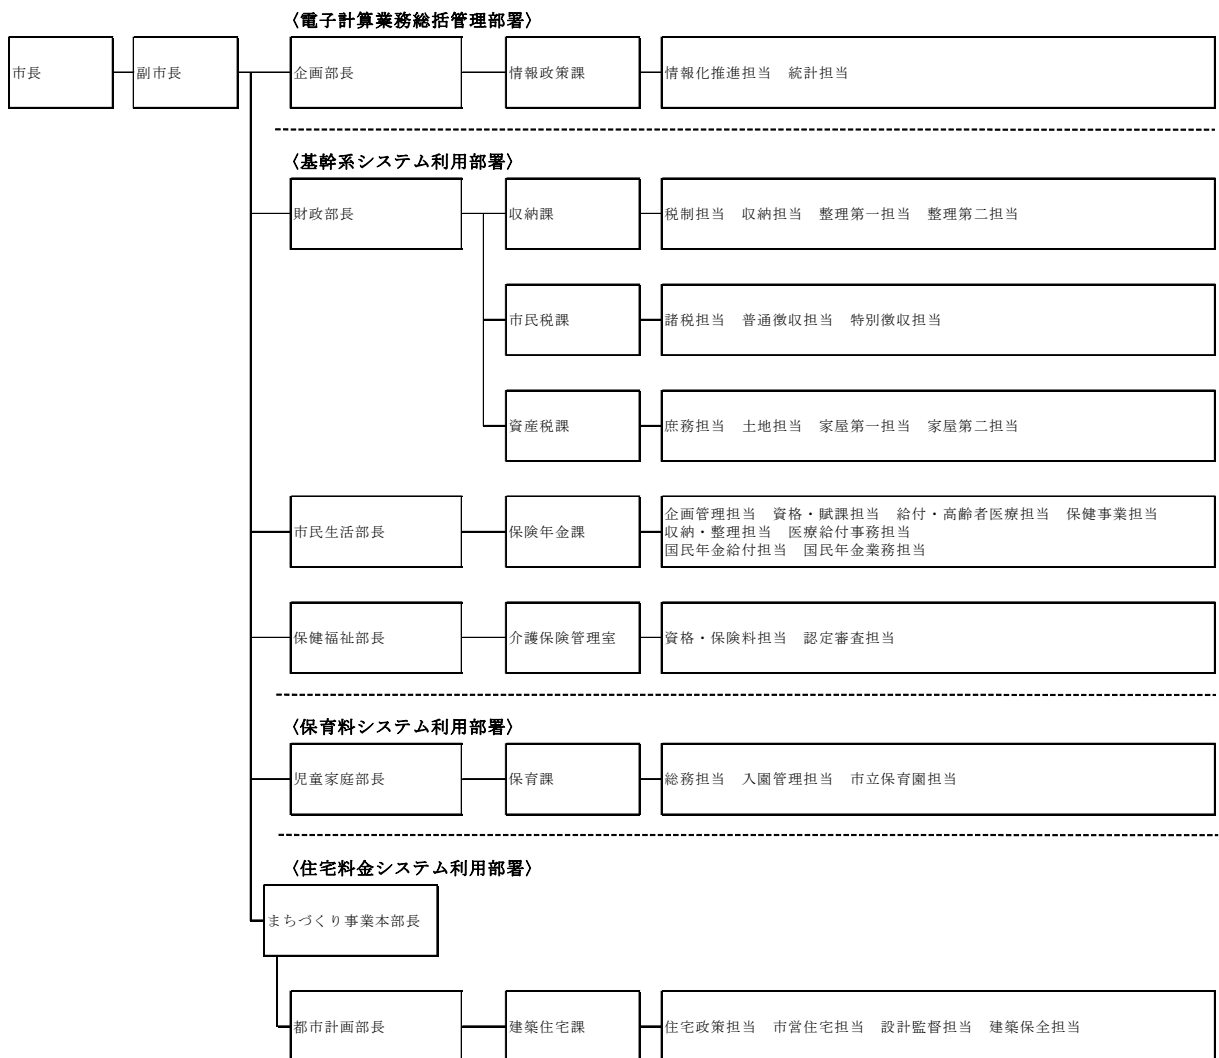 〈電子計算業務総括管理部署〉
市長
副市長
企画部長
情報政策課
情報化推進担当　統計担当
〈基幹系システム利用部署〉
財政部長
収納課
税制担当　収納担当　整理第一担当　整理第二担当
市民税課
諸税担当　普通徴収担当　特別徴収担当
資産税課
庶務担当　土地担当　家屋第一担当　家屋第二担当
市民生活部長
保険年金課
企画管理担当　資格・賦課担当　給付・高齢者医療担当　保健事業担当
収納・整理担当　医療給付事務担当
国民年金給付担当　国民年金業務担当
保健福祉部長
介護保険管理室
資格・保険料担当　認定審査担当
〈保育料システム利用部署〉
児童家庭部長
保育課
総務担当　入園管理担当　市立保育園担当
〈住宅料金システム利用部署〉
まちづくり事業本部長
都市計画部長
建築住宅課
住宅政策担当　市営住宅担当　設計監督担当　建築保全担当